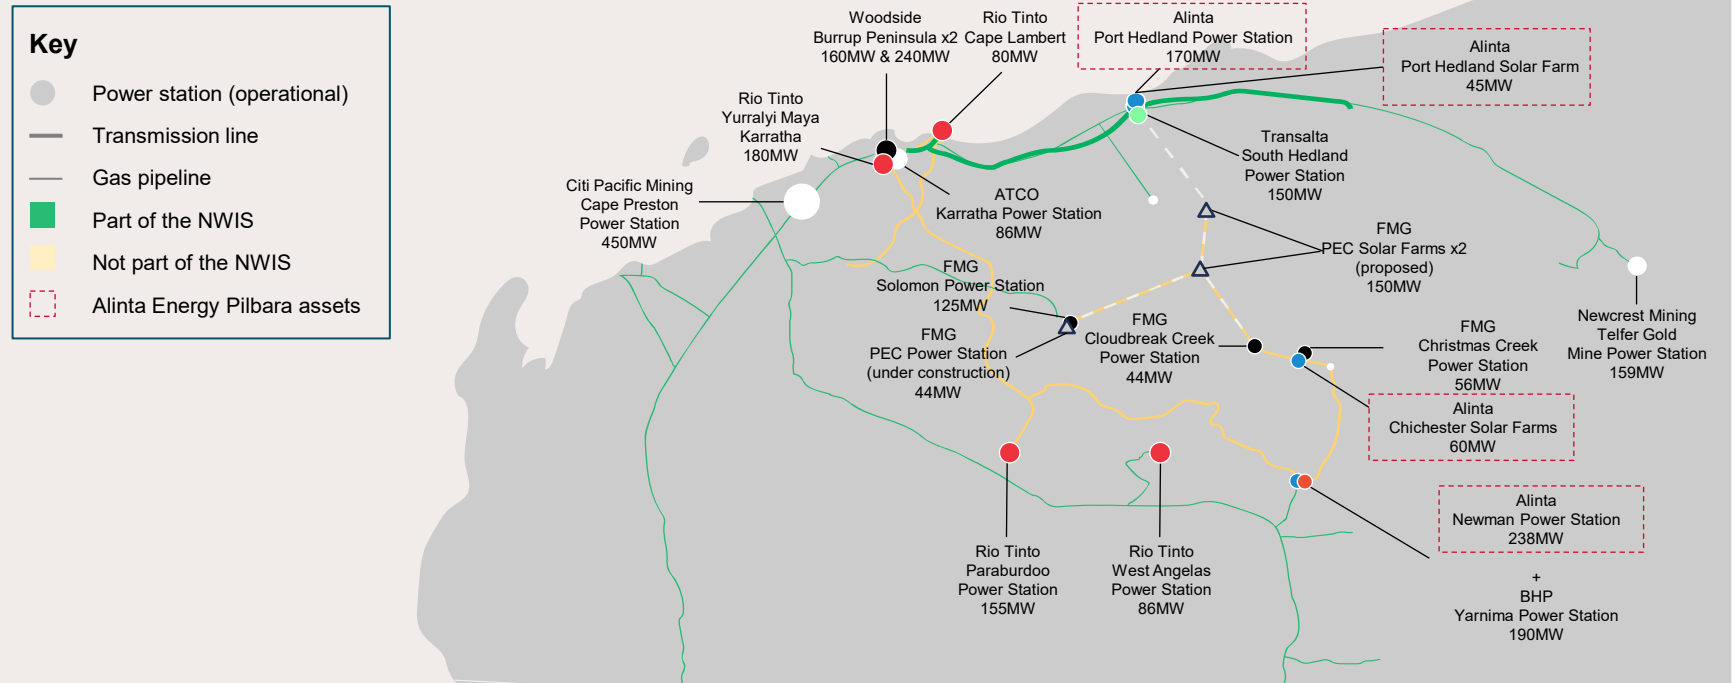 Key
Power station (operational)
Transmission line
Gas pipeline
Part of the NWIS
Not part of the NWIS
Alinta Energy Pilbara assets
Woodside
Burrup Peninsula x2
160MW & 240MW
Rio Tinto
Cape Lambert
80MW
Alinta
Port Hedland Power Station
170MW
Alinta
Port Hedland Solar Farm
45MW
Rio Tinto
Yurralyi Maya
Karratha
180MW
Transalta
South Hedland
Power Station
150MW
Citi Pacific Mining
Cape Preston
Power Station
450MW
ATCO
Karratha Power Station
86MW
FMG
PEC Solar Farms x2
(proposed)
150MW
FMG
Solomon Power Station
125MW
FMG
PEC Power Station
(under construction)
44MW
FMG
Cloudbreak Creek
Power Station
44MW
FMG
Christmas Creek
Power Station
56MW
Newcrest Mining
Telfer Gold
Mine Power Station
159MW
Alinta
Chichester Solar Farms
60MW
Alinta
Newman Power Station
238MW
+
BHP
Yarnima Power Station
190MW
Rio Tinto
Paraburdoo
Power Station
155MW
Rio Tinto
West Angelas
Power Station
86MW